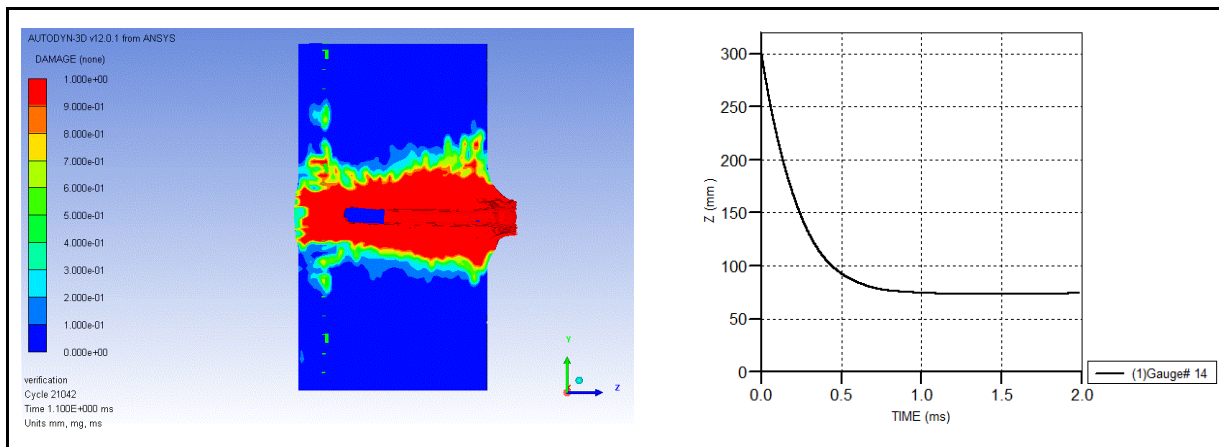 AUTODYN-3D v12.0.1 from ANSYS
DAMAGE (none)
1.000e+00
9.000e-01
8.000e-01
7.000e-01
6.000e-01
5.000e-01
4.000e-01
3.000e-01
2.000e-01
1.000e-01
0.000e+00
verification
Cycle 21042
Time 1.100E+000 ms
Units mm, mg, ms
Y
Z
300
250
200
150
100
50
0
Z (mm)
0.0 0.5 1.0 1.5 2.0
TIME (ms)
(1)Gauge# 14